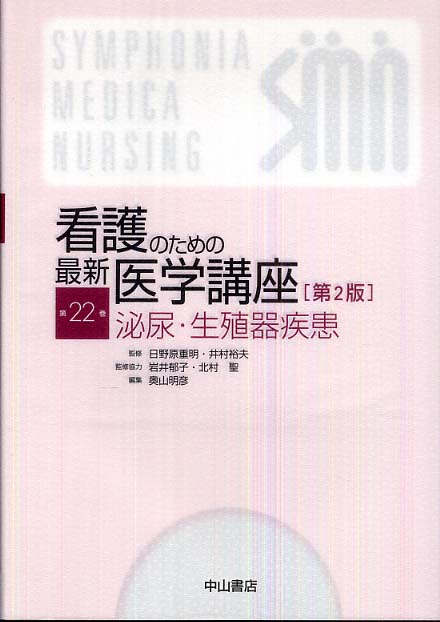 SYMPHONIA
MEDICA
NURSING
看護のための
最新医学講座[第2版]
第22巻 泌尿・生殖器疾患
監修 日野原重明・井村裕夫
監修協力 岩井郁子・北村 聖
編集 奥山明彦
中山書店